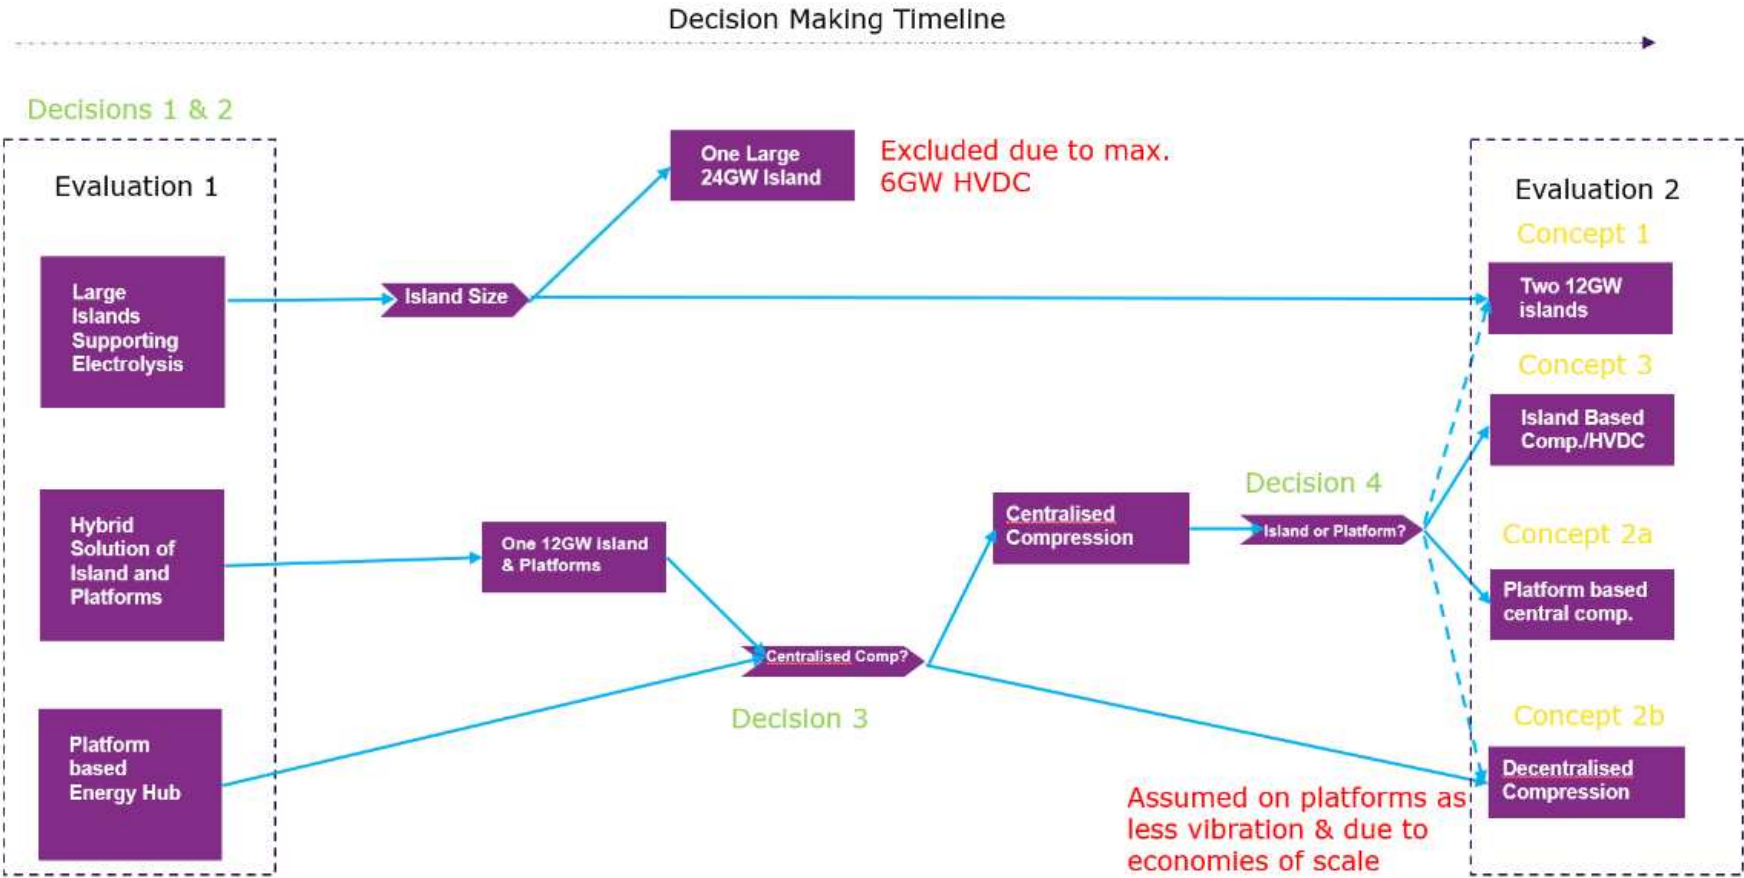 Decision Making Timeline
Decisions 1 & 2
Evaluation 1
Large
Islands
Supporting
Electrolysis
Hybrid
Solution of
Island and
Platforms
Platform
based
Energy Hub
Island Size
One Large
24GW Island
Excluded due to max.
6GW HVDC
One 12GW island
& Platforms
Centralised Comp?
Decision 3
Centralised
Compression
Decision 4
Island or Platform?
Assumed on platforms as
less vibration & due to
economies of scale
Evaluation 2
Concept 1
Two 12GW
islands
Concept 3
Island Based
Comp./HVDC
Concept 2a
Platform based
central comp.
Concept 2b
Decentralised
Compression